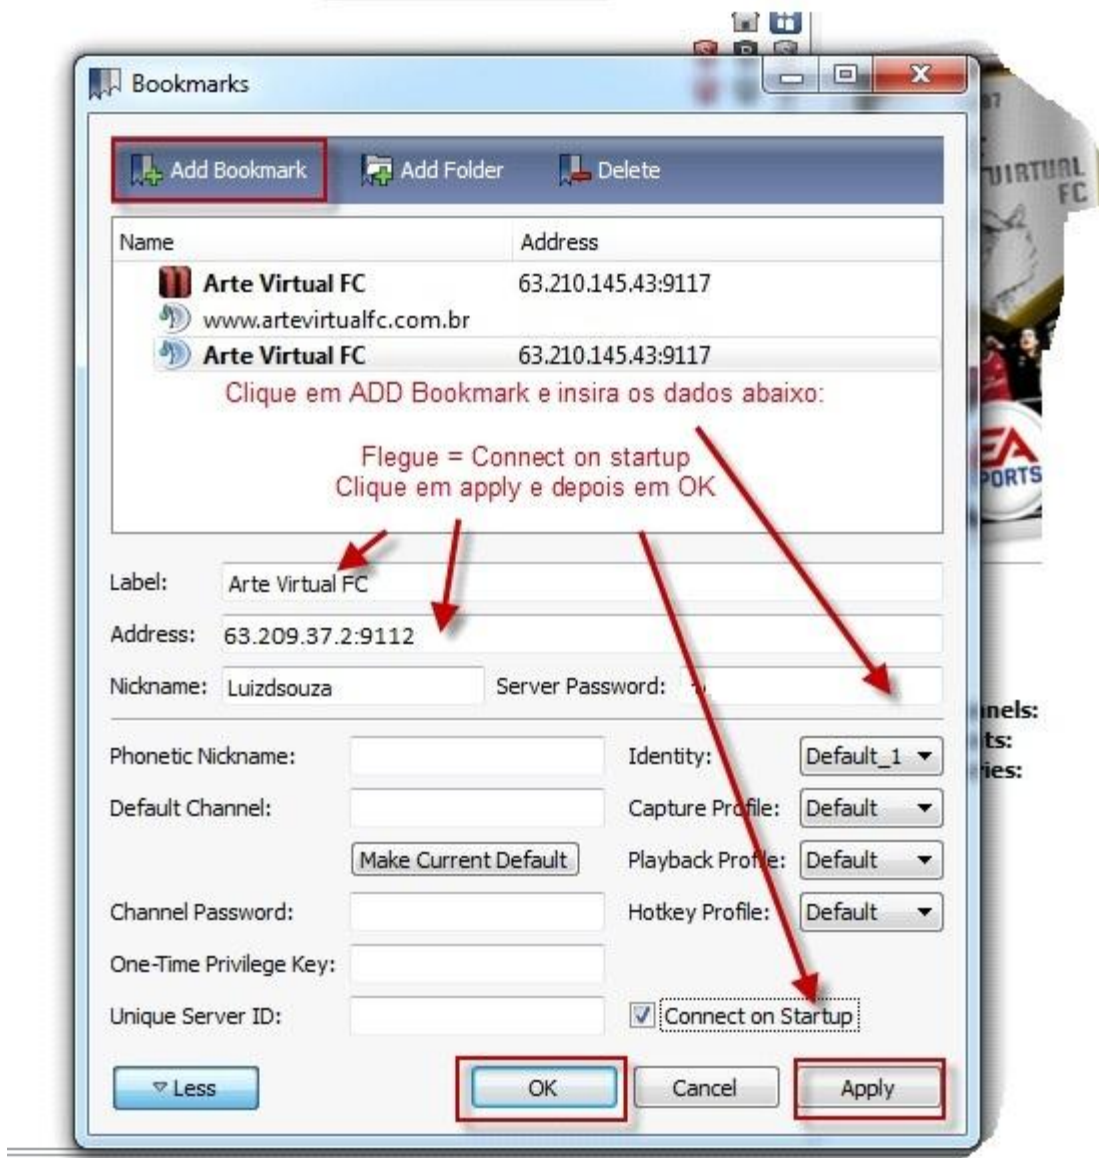 Bookmarks
Add Bookmark Add Folder Delete
Name Address
Arte Virtual FC 63.210.145.43:9117
www.artevirtualfc.com.br
Arte Virtual FC 63.210.145.43:9117
Clique em ADD Bookmark e insira os dados abaixo:
Flegue = Connect on startup
Clique em apply e depois em OK
Label: Arte Virtual FC
Address: 63.209.37.2:9112
Nickname: Luizdsouza Server Password:
Phonetic Nickname: Identity: Default_1
Default Channel: Capture Profile: Default
Make Current Default Playback Profile: Default
Channel Password: Hotkey Profile: Default
One-Time Privilege Key:
Unique Server ID: Connect on Startup
Less OK Cancel Apply
VIRTUAL
FC
EA